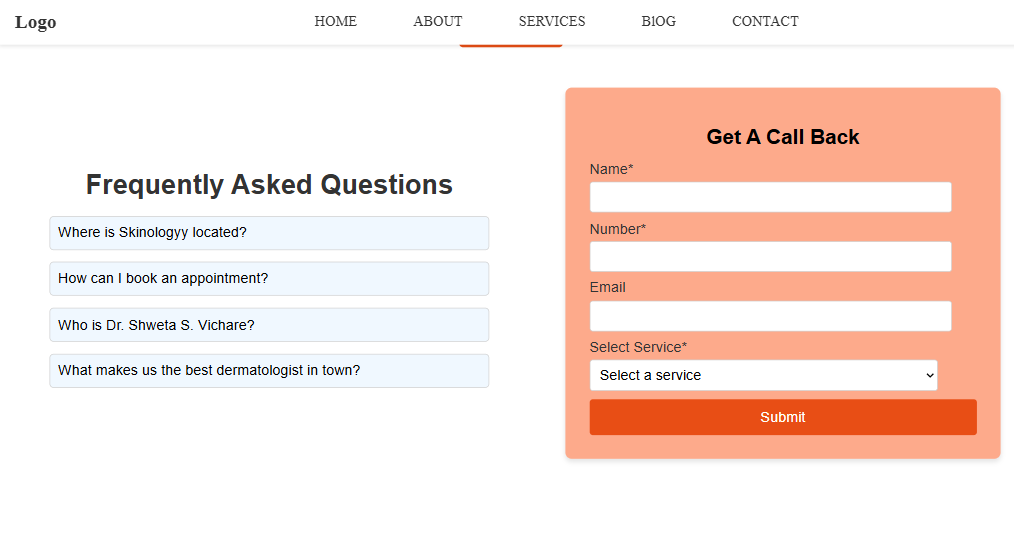 Logo
HOME ABOUT SERVICES BlOG CONTACT
Frequently Asked Questions
Where is Skinologyy located?
How can I book an appointment?
Who is Dr. Shweta S. Vichare?
What makes us the best dermatologist in town?
Get A Call Back
Name*
Number*
Email
Select Service*
Select a service
Submit